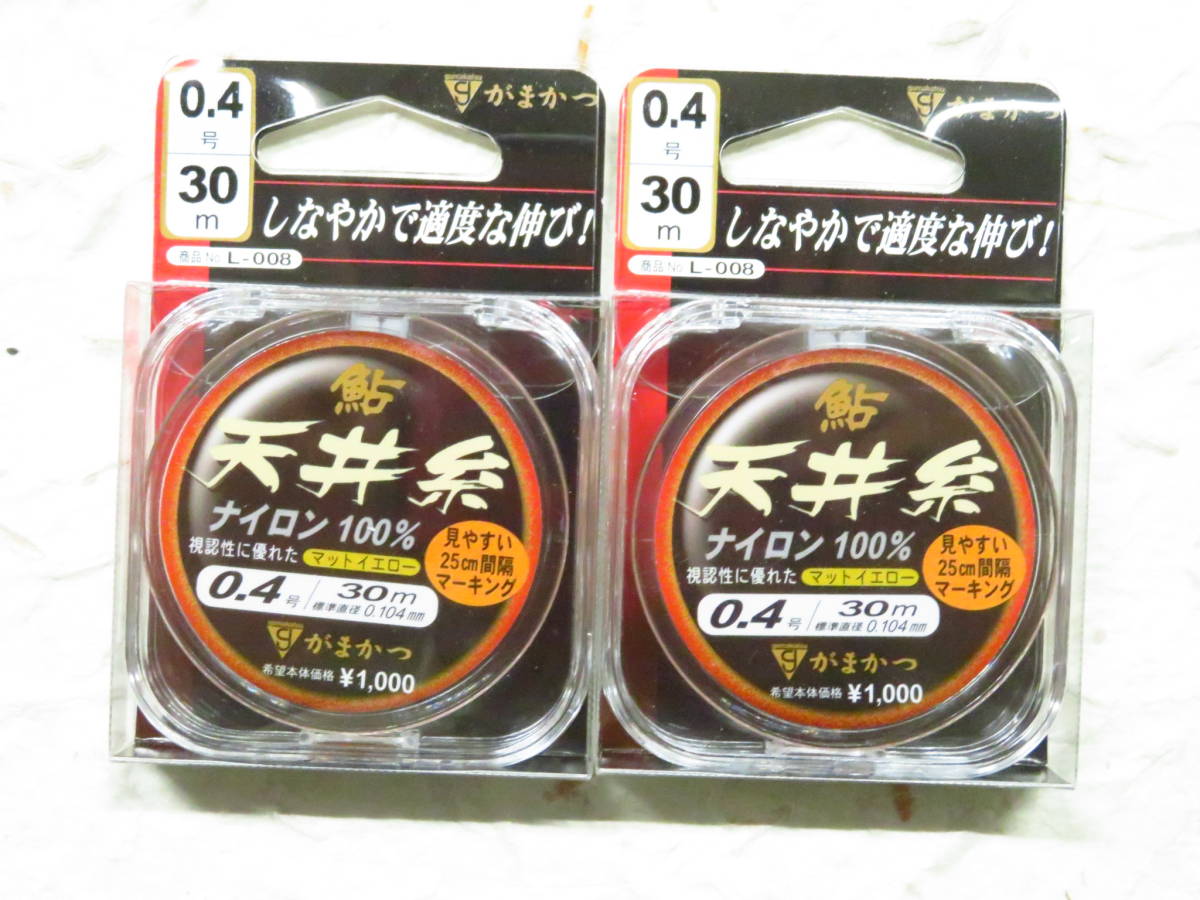 0.4
号
30
m
gamakatsu
がまかつ
しなやかで適度な伸び!
商品No. L-008
鮎
天井糸
ナイロン 100%
視認性に優れた マットイエロー
見やすい
25cm間隔
マーキング
0.4号 30m
標準直径 0.104mm
がまかつ
希望本体価格 ¥1,000
0.4
号
30
m
gamakatsu
がまかつ
しなやかで適度な伸び!
商品No. L-008
鮎
天井糸
ナイロン 100%
視認性に優れた マットイエロー
見やすい
25cm間隔
マーキング
0.4号 30m
標準直径 0.104mm
がまかつ
希望本体価格 ¥1,000